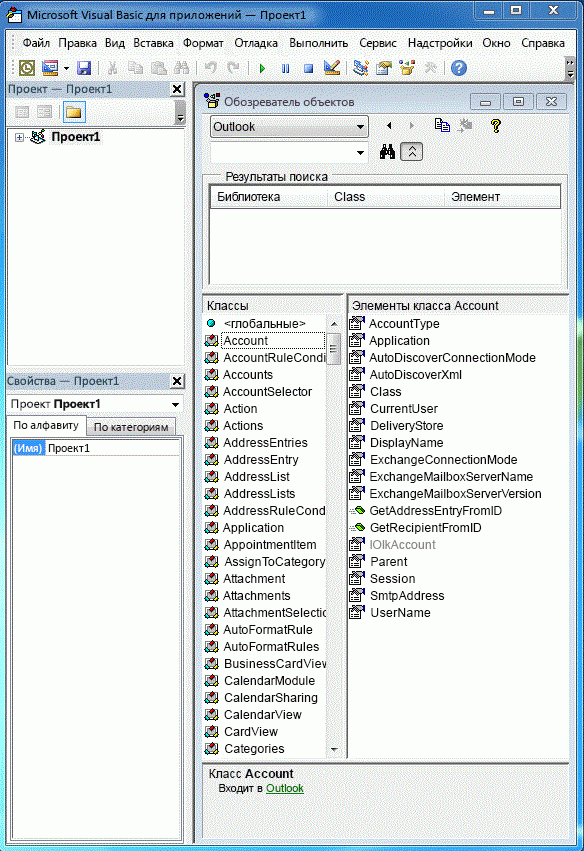 Microsoft Visual Basic для приложений — Проект1
Файл Правка Вид Вставка Формат Отладка Выполнить Сервис Надстройки Окно Справка
Проект — Проект1
Проект1
Свойства — Проект1
Проект Проект1
По алфавиту По категориям
(Имя) Проект1
Обозреватель объектов
Outlook
Результаты поиска
Библиотека Class Элемент
Классы
<глобальные>
Account
AccountRuleCondi
Accounts
AccountSelector
Action
Actions
AddressEntries
AddressEntry
AddressList
AddressLists
AddressRuleCond
Application
AppointmentItem
AssignToCategory
Attachment
Attachments
AttachmentSelectio
AutoFormatRule
AutoFormatRules
BusinessCardView
CalendarModule
CalendarSharing
CalendarView
CardView
Categories
Элементы класса Account
AccountType
Application
AutoDiscoverConnectionMode
AutoDiscoverXml
Class
CurrentUser
DeliveryStore
DisplayName
ExchangeConnectionMode
ExchangeMailboxServerName
ExchangeMailboxServerVersion
GetAddressEntryFromID
GetRecipientFromID
IOlkAccount
Parent
Session
SmtpAddress
UserName
Класс Account
Входит в Outlook